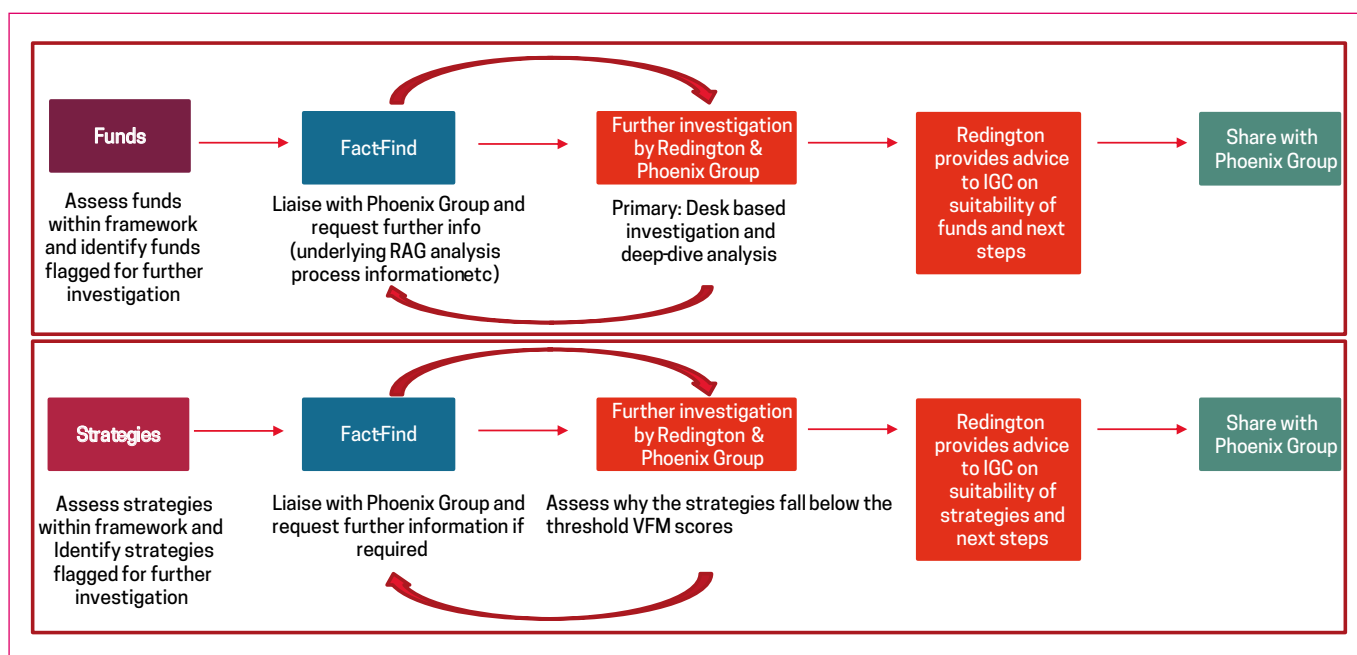 Funds
Assess funds
within framework
and identify funds
flagged for further
investigation
FactFind
Liaise with Phoenix Group and
request further info
(underlying RAG analysis
process informationetc)
Further investigation
by Redington &
Phoenix Group
Primary: Desk based
investigation and
deep-dive analysis
Redington
provides advice
to IGC on
suitability of
funds and next
steps
Share with
Phoenix Group
Strategies
Assess strategies
within framework and
Identify strategies
flagged for further
investigation
FactFind
Liaise with Phoenix Group and
request further information if
required
Further investigation
by Redington &
Phoenix Group
Assess why the strategies fall below the
threshold VFM scores
Redington
provides advice
to IGC on
suitability of
strategies and
next steps
Share with
Phoenix Group